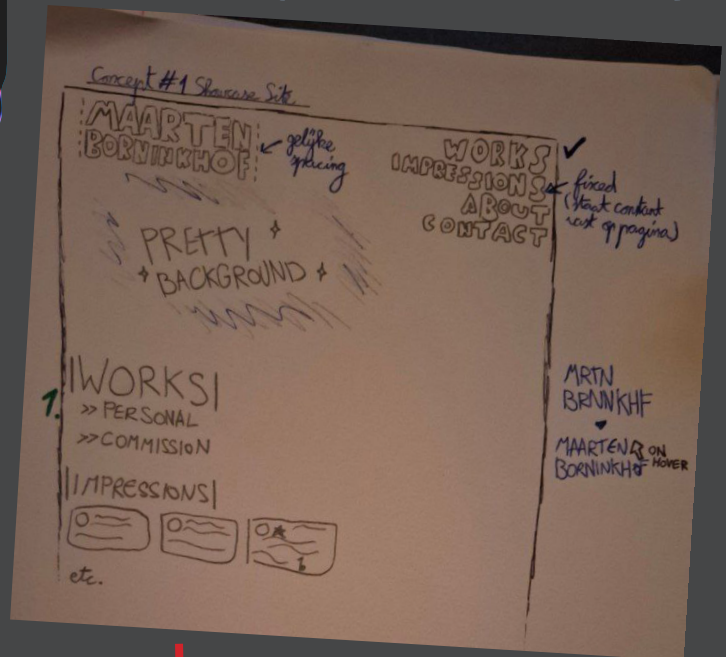 Concept #1 Showcase Site.
MAARTEN
BORNINKHOF
gelijke
spacing
WORKS
IMPRESSIONS
ABOUT
CONTACT
fixed
(staat constant
vast op pagina)
PRETTY
BACKGROUND
1.
|WORKS|
>> PERSONAL
>> COMMISSION
|IMPRESSIONS|
etc.
MRTN
BRNNKHF
MAARTEN
BORNINKHOF
ON
HOVER